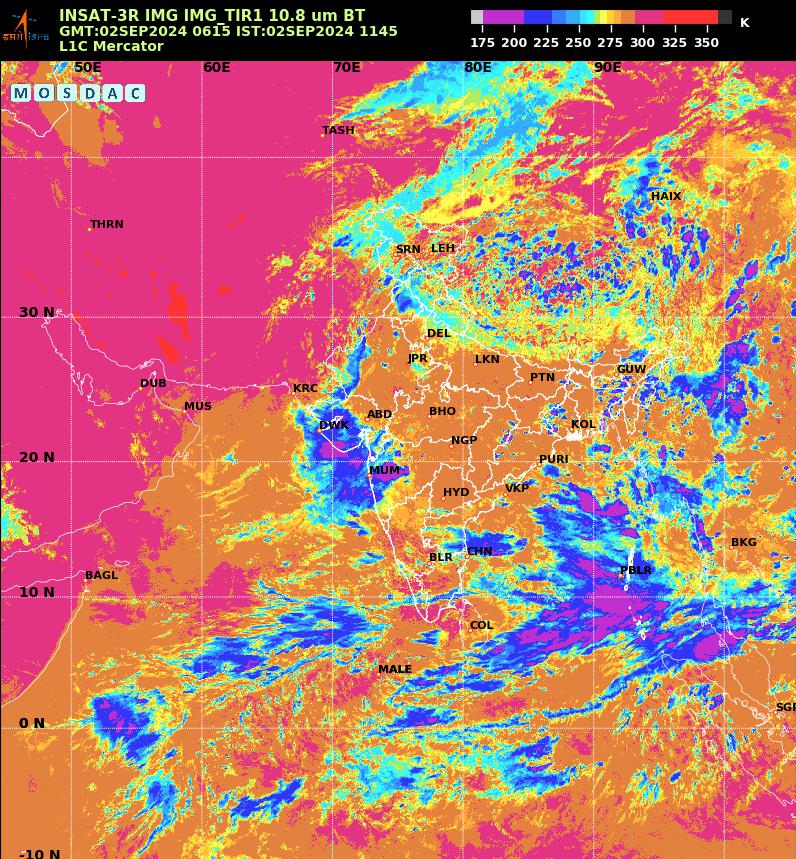 INSAT-3R IMG IMG_TIR1 10.8 um BT
GMT:02SEP2024 0615 IST:02SEP2024 1145
L1C Mercator
K
175 200 225 250 275 300 325 350
50E 60E 70E 80E 90E
MOSDAC
TASH
HAIX
THRN
SRN LEH
30 N
DEL
JPR LKN
GUW
PTN
DUB
KRC
MUS
ABD BHO
DWK KOL
NGP
20 N
PURI
MUM
HYD VKP
BKG
CHN
BLR
PBLR
BAGL
10 N
COL
MALE
SGP
0 N
-10 N